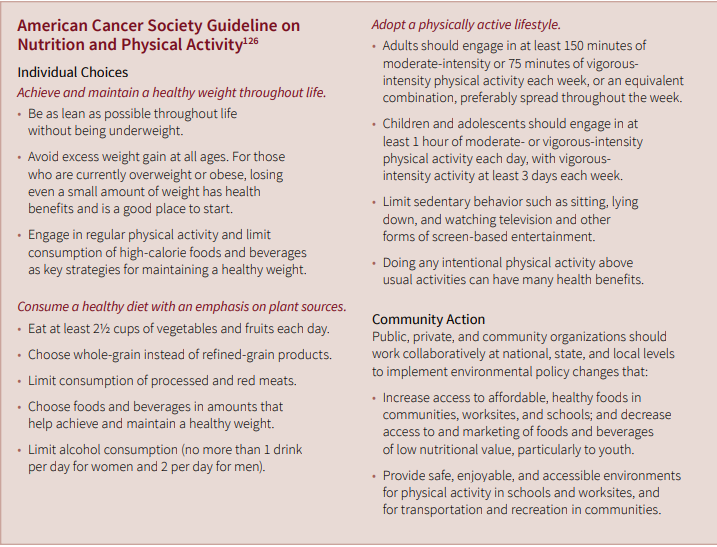 American Cancer Society Guideline on
Nutrition and Physical Activity126
Individual Choices
Achieve and maintain a healthy weight throughout life.
• Be as lean as possible throughout life
without being underweight.
• Avoid excess weight gain at all ages. For those
who are currently overweight or obese, losing
even a small amount of weight has health
benefits and is a good place to start.
• Engage in regular physical activity and limit
consumption of high-calorie foods and beverages
as key strategies for maintaining a healthy weight.
Consume a healthy diet with an emphasis on plant sources.
• Eat at least 2½ cups of vegetables and fruits each day.
• Choose whole-grain instead of refined-grain products.
• Limit consumption of processed and red meats.
• Choose foods and beverages in amounts that
help achieve and maintain a healthy weight.
• Limit alcohol consumption (no more than 1 drink
per day for women and 2 per day for men).
Adopt a physically active lifestyle.
• Adults should engage in at least 150 minutes of
moderate-intensity or 75 minutes of vigorous-
intensity physical activity each week, or an equivalent
combination, preferably spread throughout the week.
• Children and adolescents should engage in at
least 1 hour of moderate- or vigorous-intensity
physical activity each day, with vigorous-
intensity activity at least 3 days each week.
• Limit sedentary behavior such as sitting, lying
down, and watching television and other
forms of screen-based entertainment.
• Doing any intentional physical activity above
usual activities can have many health benefits.
Community Action
Public, private, and community organizations should
work collaboratively at national, state, and local levels
to implement environmental policy changes that:
• Increase access to affordable, healthy foods in
communities, worksites, and schools; and decrease
access to and marketing of foods and beverages
of low nutritional value, particularly to youth.
• Provide safe, enjoyable, and accessible environments
for physical activity in schools and worksites, and
for transportation and recreation in communities.